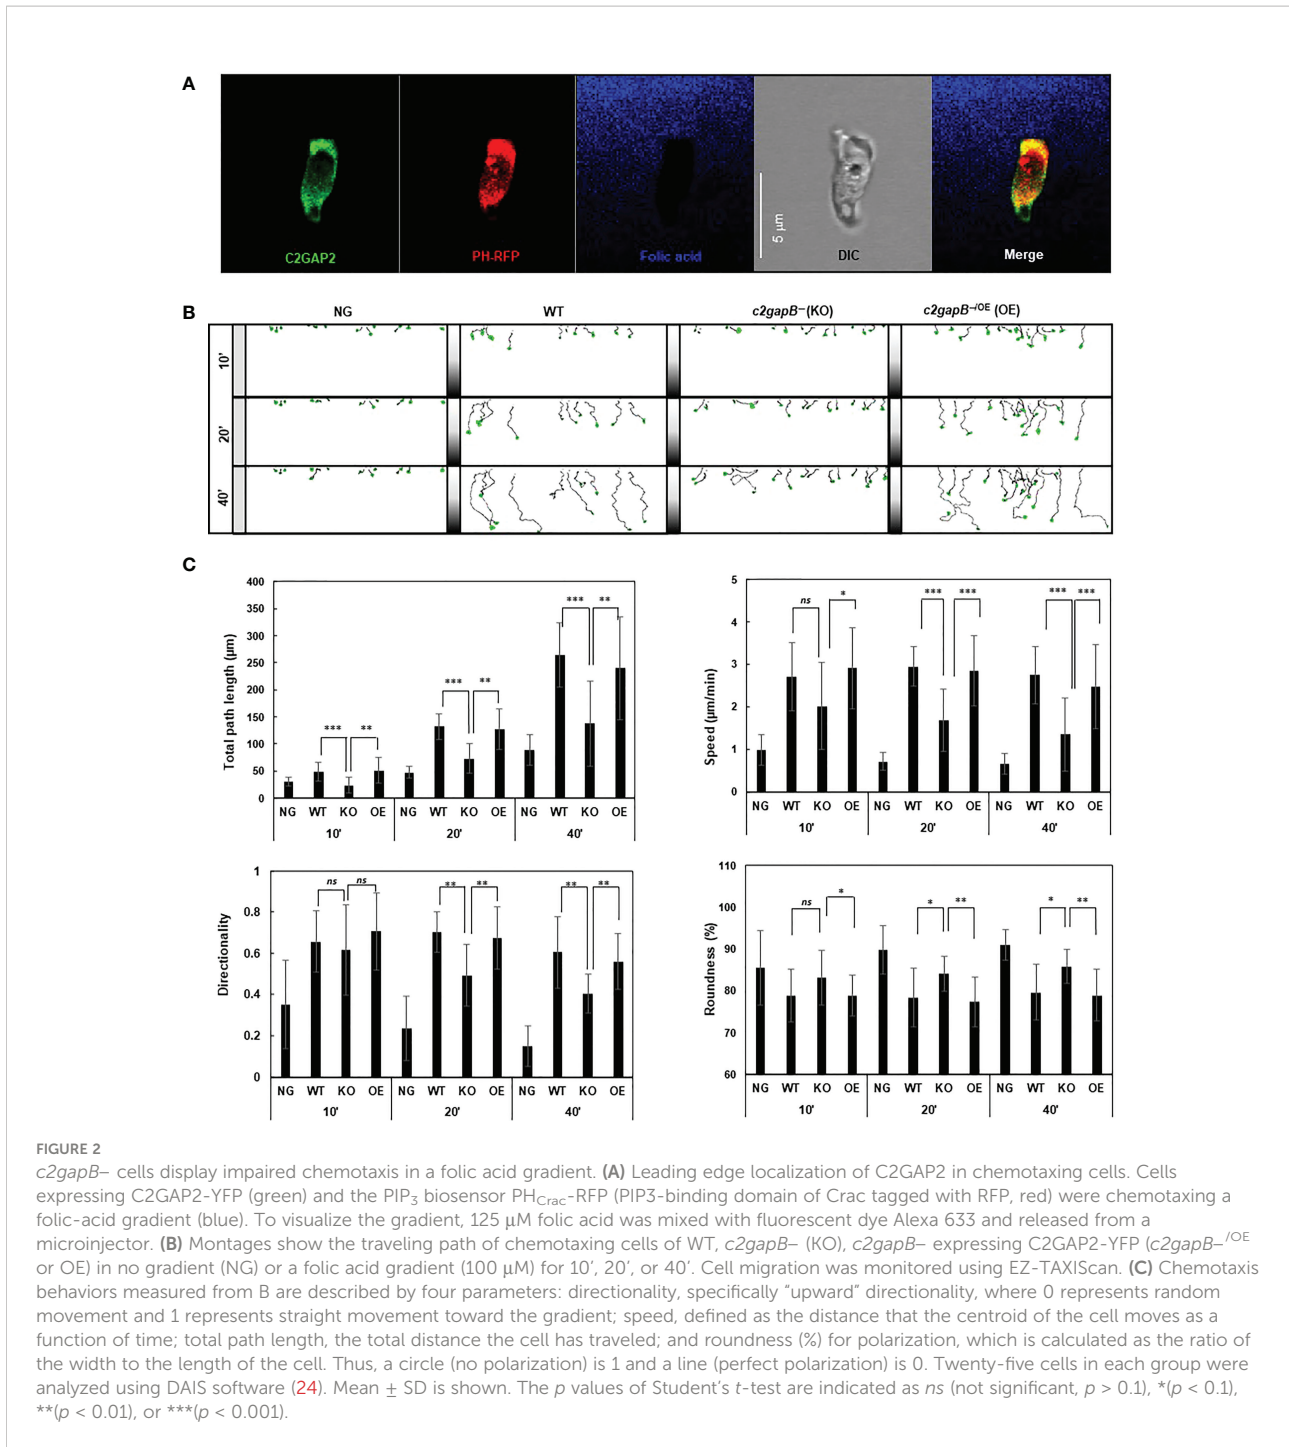 A
C2GAP2
PH-RFP
Folic acid
5 µm
DIC
Merge
B
NG
WT
c2gapB–(KO)
c2gapB–/OE (OE)
10'
20'
40'
C
Total path length (µm)
400
350
300
250
200
150
100
50
0
*** ** *** ** *** **
NG WT KO OE NG WT KO OE NG WT KO OE
10' 20' 40'
Speed (µm/min)
5
4
3
2
1
0
ns * *** *** *** ***
NG WT KO OE NG WT KO OE NG WT KO OE
10' 20' 40'
Directionality
1
0.8
0.6
0.4
0.2
0
ns ns ** ** ** **
NG WT KO OE NG WT KO OE NG WT KO OE
10' 20' 40'
Roundness (%)
110
100
90
80
70
60
ns * * ** * **
NG WT KO OE NG WT KO OE NG WT KO OE
10' 20' 40'
FIGURE 2
c2gapB– cells display impaired chemotaxis in a folic acid gradient. (A) Leading edge localization of C2GAP2 in chemotaxing cells. Cells
expressing C2GAP2-YFP (green) and the PIP3 biosensor PHCrac-RFP (PIP3-binding domain of Crac tagged with RFP, red) were chemotaxing a
folic-acid gradient (blue). To visualize the gradient, 125 µM folic acid was mixed with fluorescent dye Alexa 633 and released from a
microinjector. (B) Montages show the traveling path of chemotaxing cells of WT, c2gapB– (KO), c2gapB– expressing C2GAP2-YFP (c2gapB–/OE
or OE) in no gradient (NG) or a folic acid gradient (100 µM) for 10′, 20′, or 40′. Cell migration was monitored using EZ-TAXIScan. (C) Chemotaxis
behaviors measured from B are described by four parameters: directionality, specifically “upward” directionality, where 0 represents random
movement and 1 represents straight movement toward the gradient; speed, defined as the distance that the centroid of the cell moves as a
function of time; total path length, the total distance the cell has traveled; and roundness (%) for polarization, which is calculated as the ratio of
the width to the length of the cell. Thus, a circle (no polarization) is 1 and a line (perfect polarization) is 0. Twenty-five cells in each group were
analyzed using DAIS software (24). Mean ± SD is shown. The p values of Student’s t-test are indicated as ns (not significant, p > 0.1), *(p < 0.1),
**(p < 0.01), or ***(p < 0.001).